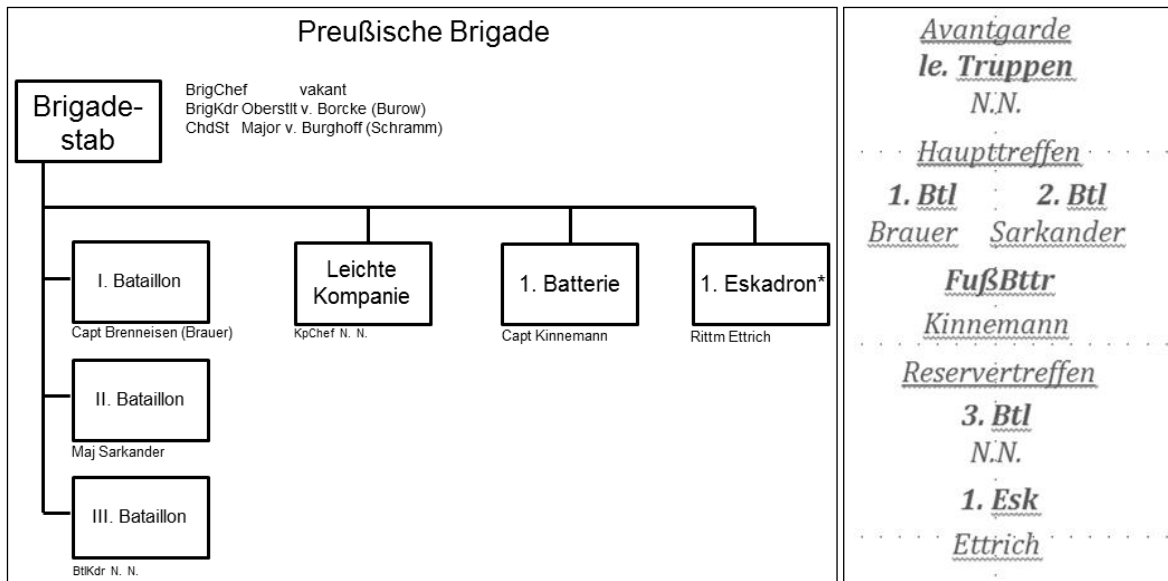 Preußische Brigade
Brigade-
stab
BrigChef vakant
BrigKdr Oberstlt v. Borcke (Burow)
ChdSt Major v. Burghoff (Schramm)
I. Bataillon
Capt Brenneisen (Brauer)
Leichte
Kompanie
KpChef N. N.
1. Batterie
Capt Kinnemann
1. Eskadron*
Rittm Ettrich
II. Bataillon
Maj Sarkander
III. Bataillon
BtlKdr N. N.
Avantgarde
le. Truppen
N.N.
Haupttreffen
1. Btl 2. Btl
Brauer Sarkander
FußBttr
Kinnemann
Reservertreffen
3. Btl
N.N.
1. Esk
Ettrich